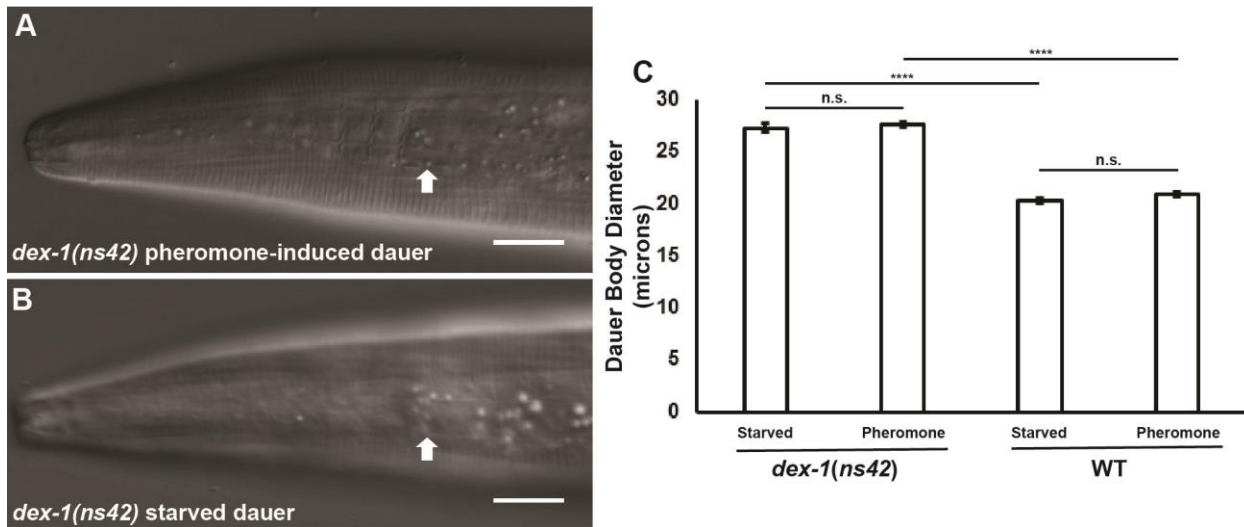 A
dex-1(ns42) pheromone-induced dauer
B
dex-1(ns42) starved dauer
C
****
****
n.s.
n.s.
Dauer Body Diameter
(microns)
30
25
20
15
10
5
0
Starved
Pheromone
Starved
Pheromone
dex-1(ns42)
WT